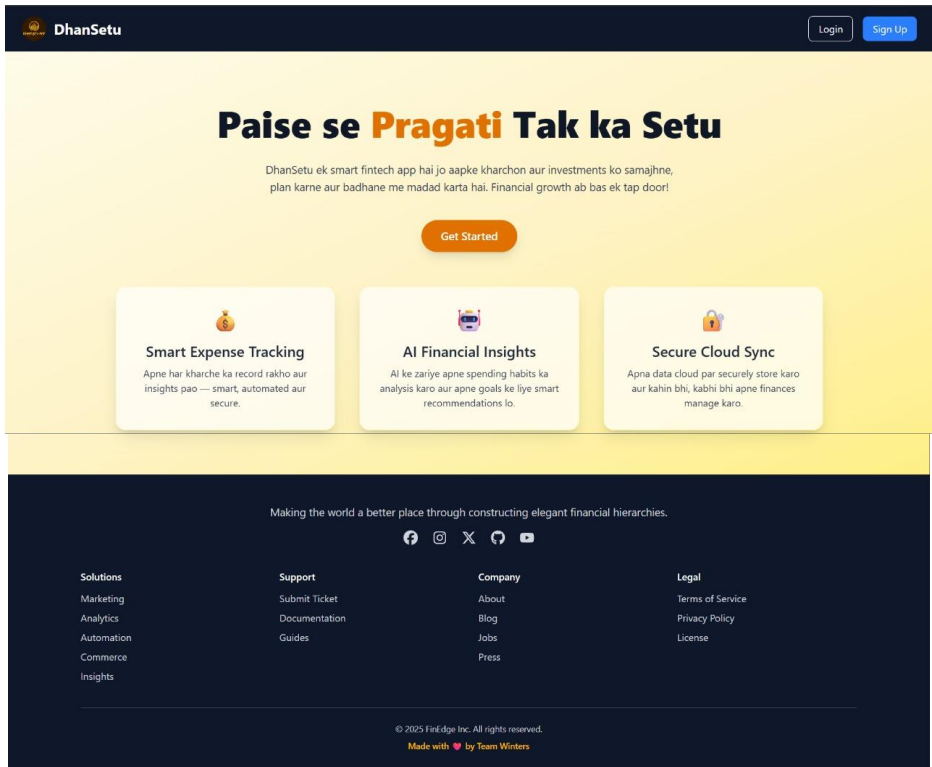 DhanSetu
Login
Sign Up
Paise se Pragati Tak ka Setu
DhanSetu ek smart fintech app hai jo aapke kharchon aur investments ko samajhne,
plan karne aur badhane me madad karta hai. Financial growth ab bas ek tap door!
Get Started
Smart Expense Tracking
Apne har kharche ka record rakho aur
insights pao — smart, automated aur
secure.
AI Financial Insights
AI ke zariye apne spending habits ka
analysis karo aur apne goals ke liye smart
recommendations lo.
Secure Cloud Sync
Apna data cloud par securely store karo
aur kahin bhi, kabhi bhi apne finances
manage karo.
Making the world a better place through constructing elegant financial hierarchies.
Solutions
Marketing
Analytics
Automation
Commerce
Insights
Support
Submit Ticket
Documentation
Guides
Company
About
Blog
Jobs
Press
Legal
Terms of Service
Privacy Policy
License
© 2025 FinEdge Inc. All rights reserved.
Made with 💖 by Team Winters